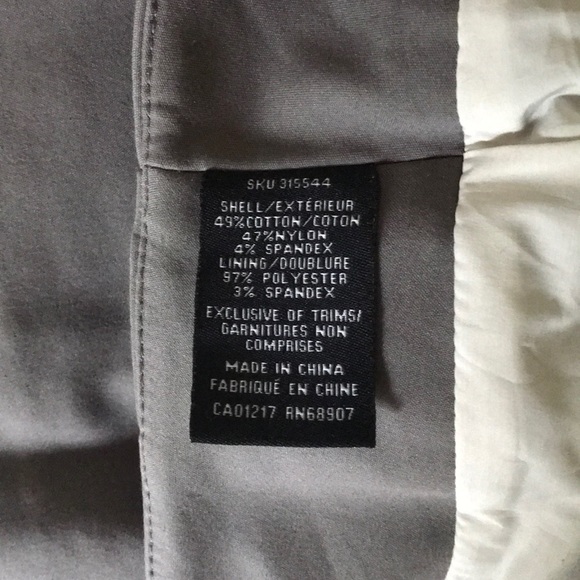 SKU 315544
SHELL/EXTÉRIEUR
49%COTTON/COTON
47%NYLON
4% SPANDEX
LINING/DOUBLURE
97% POLYESTER
3% SPANDEX
EXCLUSIVE OF TRIMS/
GARNITURES NON
COMPRISES
MADE IN CHINA
FABRIQUÉ EN CHINE
CA01217 RN68907